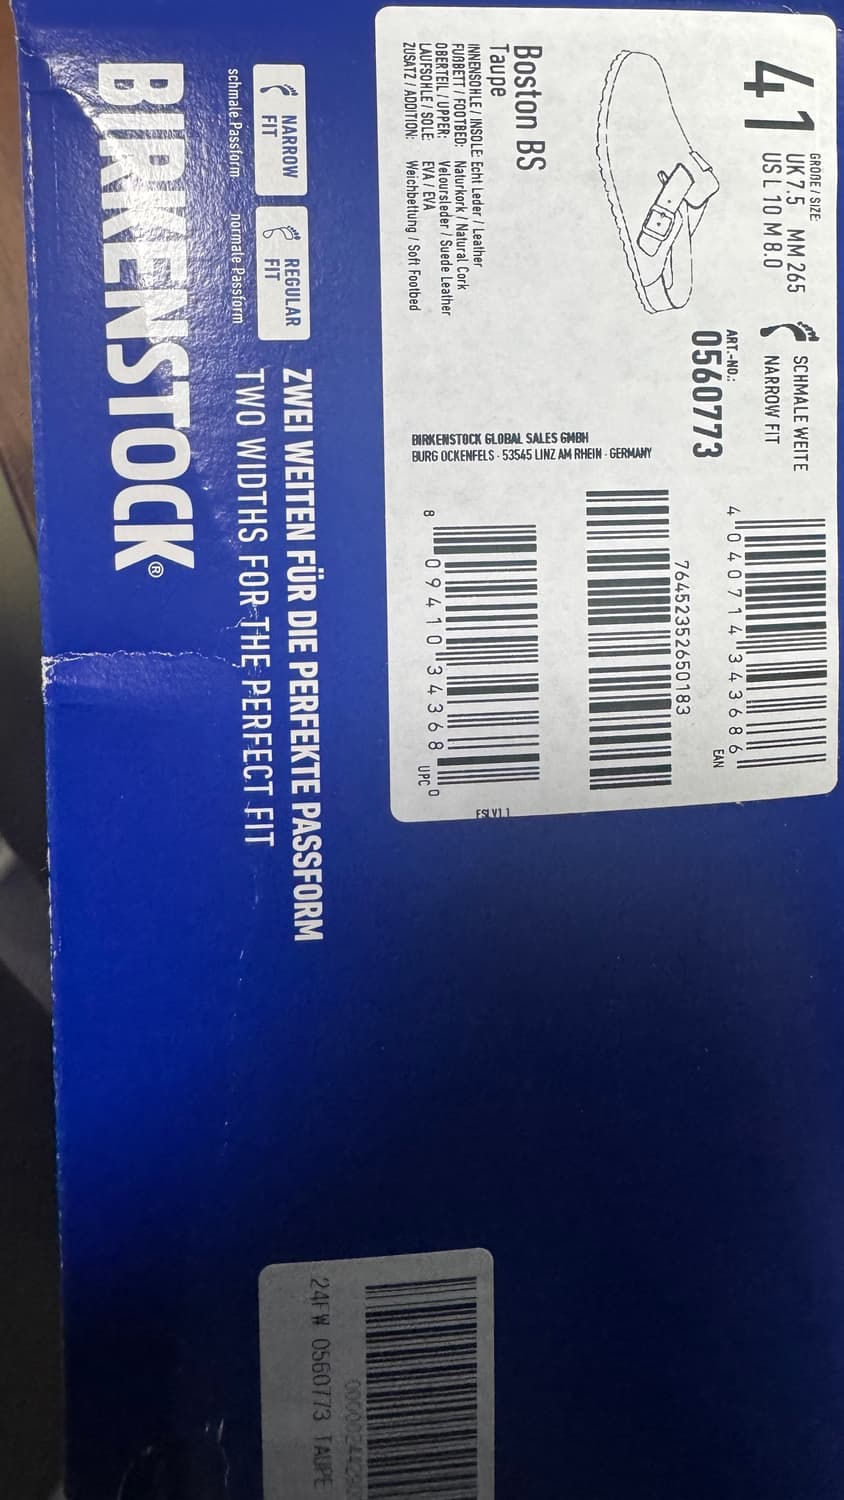 41
GRÖßE / SIZE:
UK 7.5 MM 265
US L 10 M 8.0
SCHMALE WEITE
NARROW FIT
ART.-NO.:
0560773
Boston BS
Taupe
INNENSOHLE / INSOLE: Echt Leder / Leather
FUßBETT / FOOTBED: Naturkork / Natural Cork
OBERTEIL / UPPER: Veloursleder / Suede Leather
LAUFSOHLE / SOLE: EVA / EVA
ZUSATZ / ADDITION: Weichbettung / Soft Footbed
BIRKENSTOCK GLOBAL SALES GMBH
BURG OCKENFELS - 53545 LINZ AM RHEIN - GERMANY
4 040714 343686
EAN
76452352650183
8 09410 34368 0
UPC
FSLV1.1
NARROW
FIT
schmale Passform
REGULAR
FIT
normale Passform
ZWEI WEITEN FÜR DIE PERFEKTE PASSFORM
TWO WIDTHS FOR THE PERFECT FIT
BIRKENSTOCK®
24FW 0560773 TAUPE